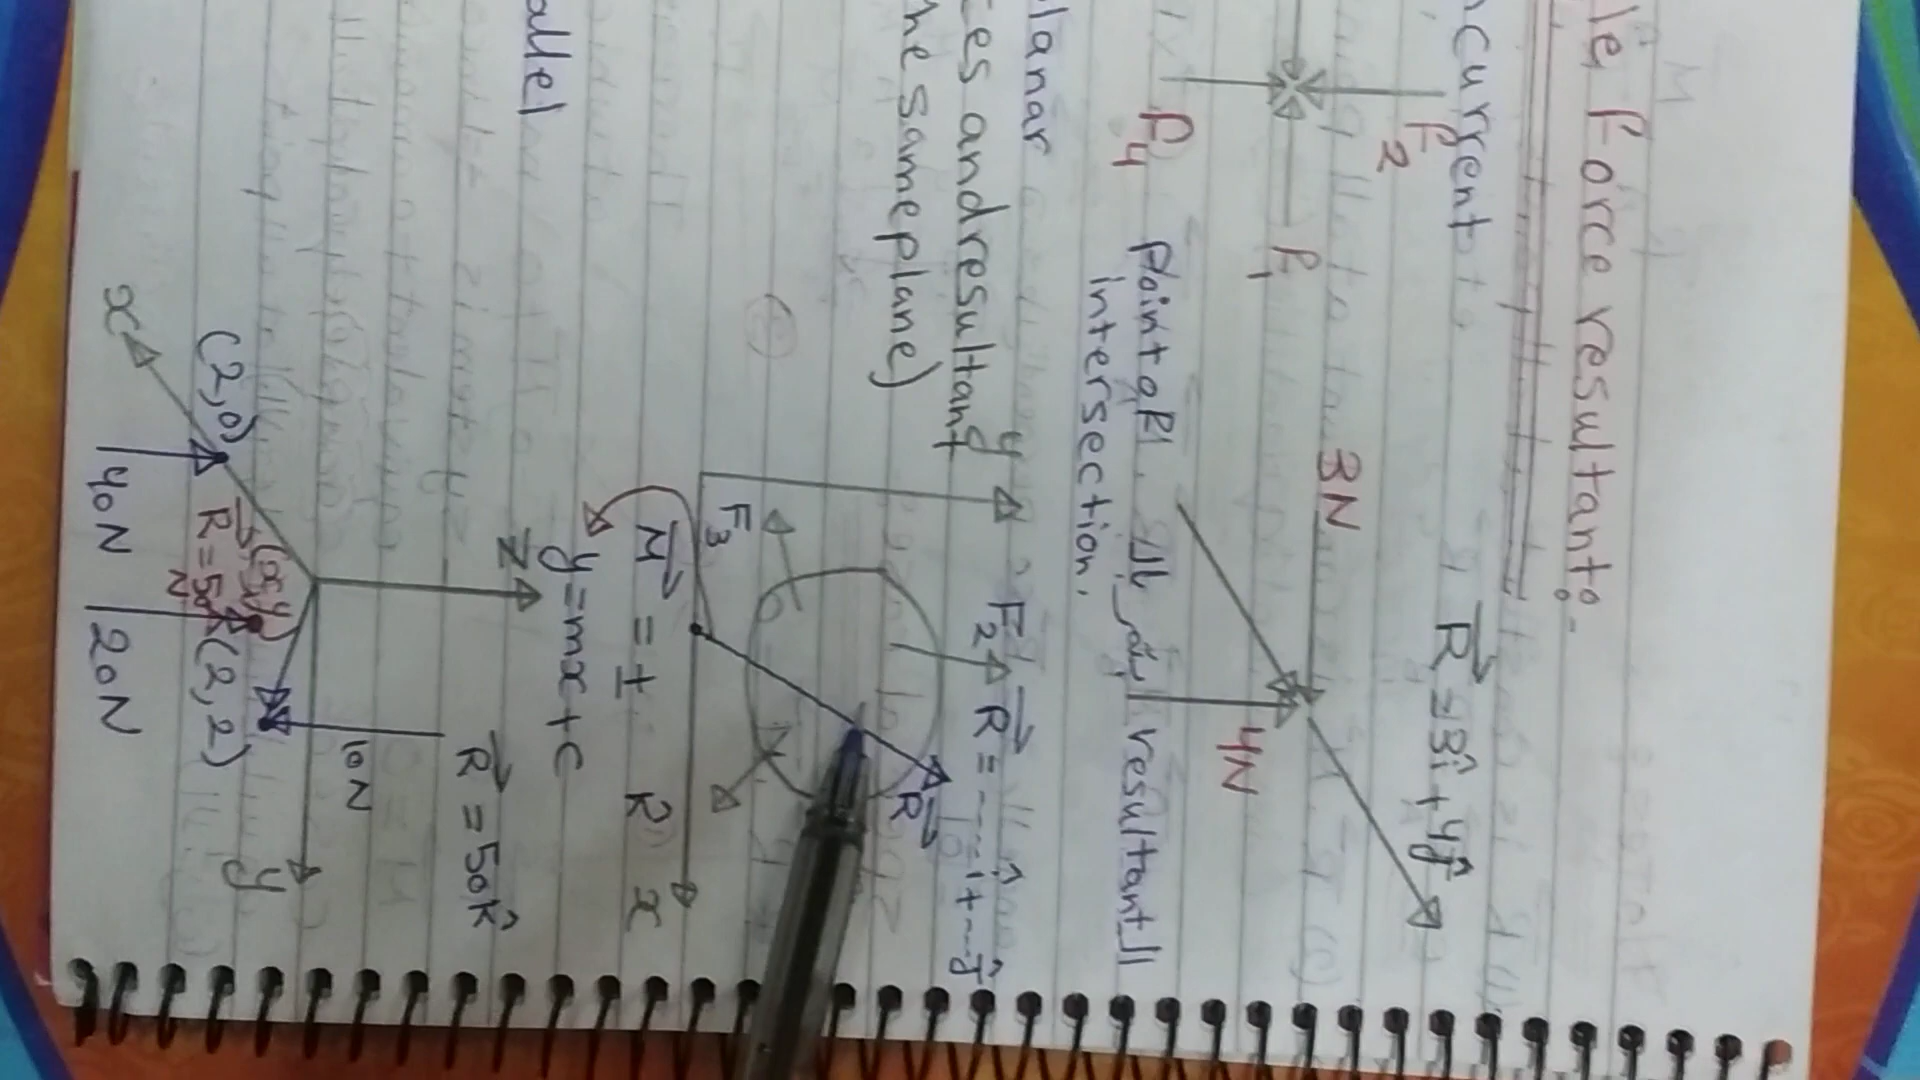 le Force resultant:-
current
R = 3i + 4j
F2
F1
F4
3N
4N
Point of
intersection.
resultant ال
lanar
es and resultant
he same plane)
y
F2
R = ---- i + --- j
R
F3
M = ±
R
x
y = mx + c
allel
z
R = 50k
10N
(2,0)
(x,y)
(2,2)
R = 50
N
x
y
40N
20N